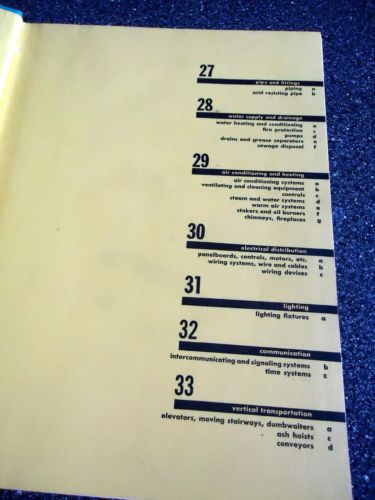 27
pipe and fittings
piping a
acid resisting pipe b
28
water supply and drainage
water heating and conditioning a
fire protection c
pumps d
drains and grease separators e
sewage disposal f
29
air conditioning and heating
air conditioning systems a
ventilating and cleaning equipment b
controls c
steam and water systems d
warm air systems e
stokers and oil burners f
chimneys, fireplaces g
30
electrical distribution
panelboards, controls, motors, etc. a
wiring systems, wire and cables b
wiring devices c
31
lighting
lighting fixtures a
32
communication
intercommunicating and signaling systems b
time systems c
33
vertical transportation
elevators, moving stairways, dumbwaiters a
ash hoists c
conveyors d